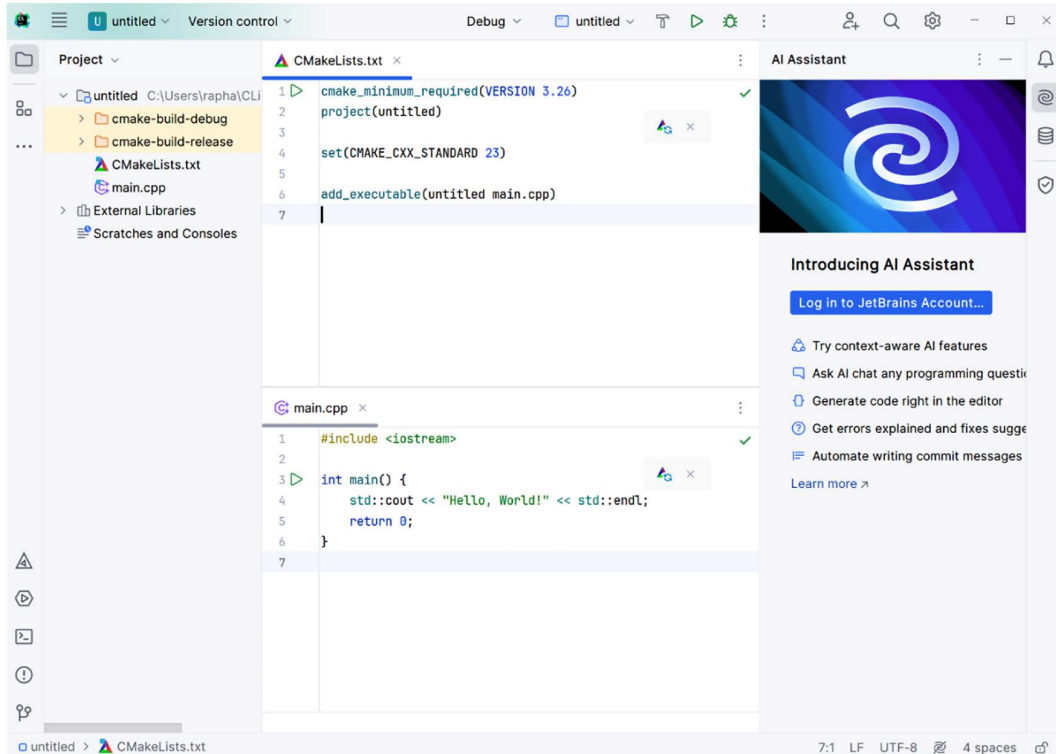 U untitled Version control Debug untitled
Project
untitled C:\Users\rapha\CLi
cmake-build-debug
cmake-build-release
CMakeLists.txt
main.cpp
External Libraries
Scratches and Consoles
CMakeLists.txt
1 cmake_minimum_required(VERSION 3.26)
2 project(untitled)
3
4 set(CMAKE_CXX_STANDARD 23)
5
6 add_executable(untitled main.cpp)
7
main.cpp
1 #include <iostream>
2
3 int main() {
4 std::cout << "Hello, World!" << std::endl;
5 return 0;
6 }
7
AI Assistant
Introducing AI Assistant
Log in to JetBrains Account...
Try context-aware AI features
Ask AI chat any programming questi
Generate code right in the editor
Get errors explained and fixes sugge
Automate writing commit messages
Learn more
untitled > CMakeLists.txt 7:1 LF UTF-8 4 spaces